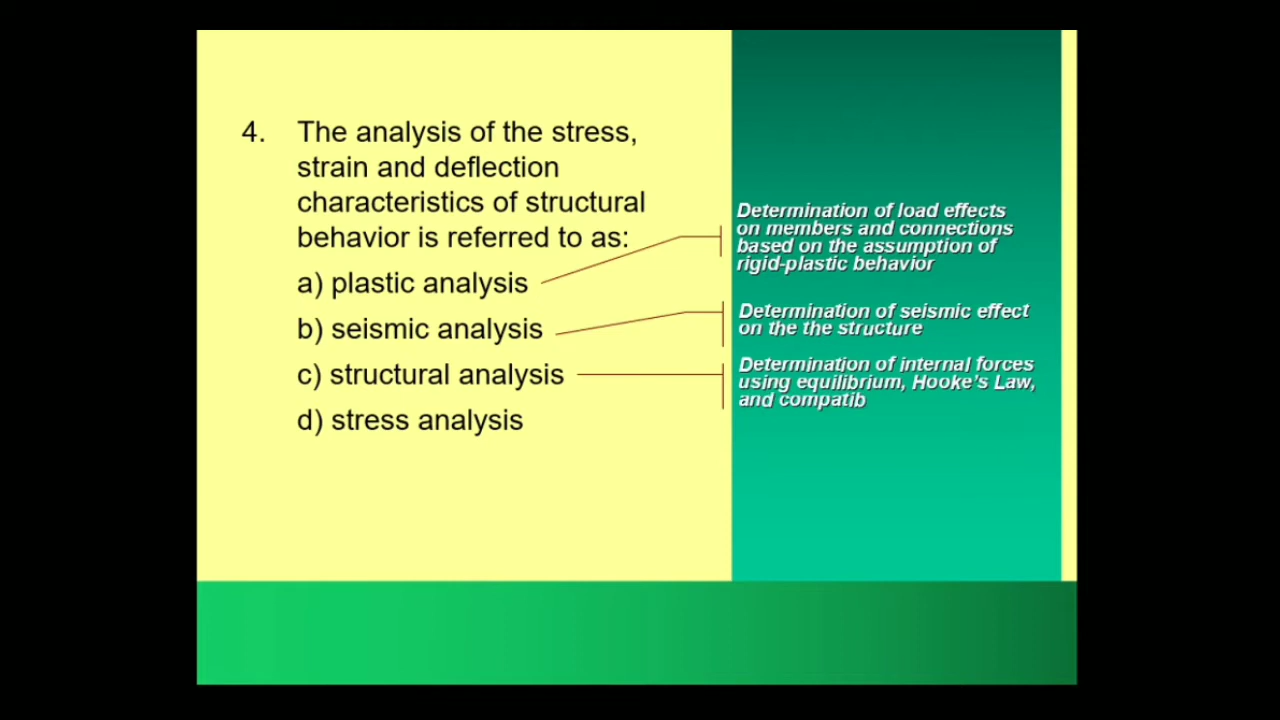 4. The analysis of the stress,
strain and deflection
characteristics of structural
behavior is referred to as:
a) plastic analysis
b) seismic analysis
c) structural analysis
d) stress analysis
Determination of load effects
on members and connections
based on the assumption of
rigid-plastic behavior
Determination of seismic effect
on the the structure
Determination of internal forces
using equilibrium, Hooke's Law,
and compatib